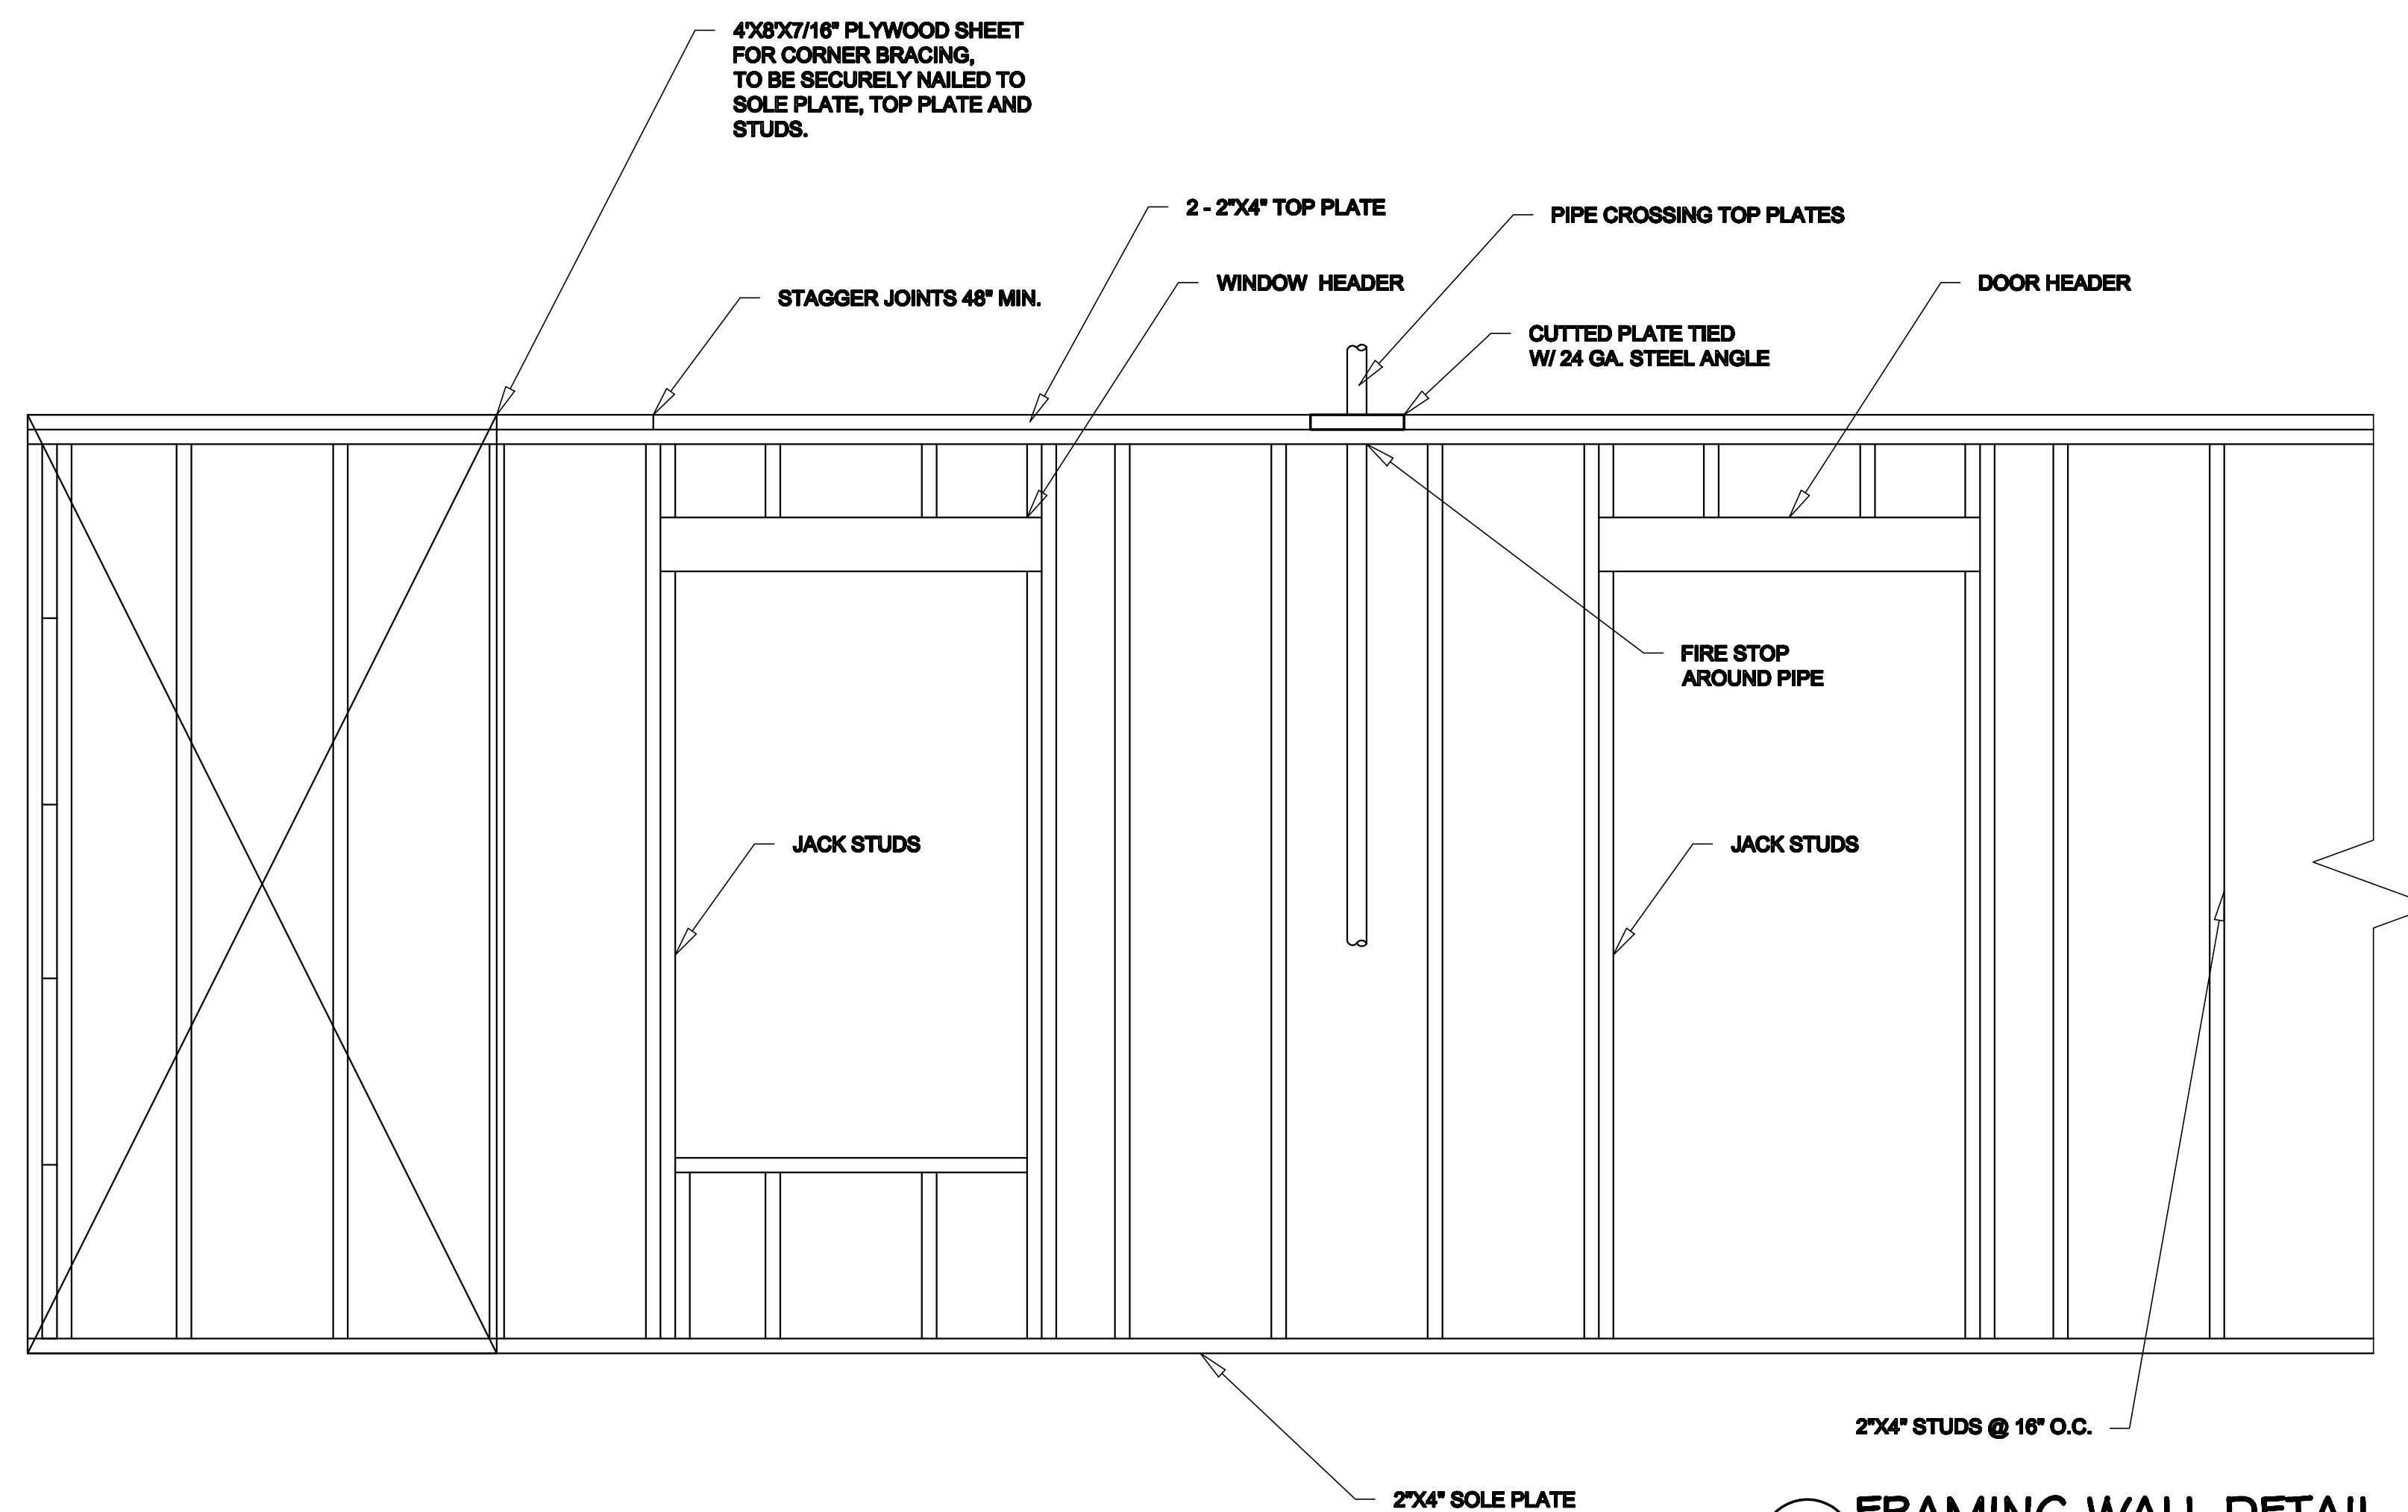 4'X8'X7/16" PLYWOOD SHEET
FOR CORNER BRACING,
TO BE SECURELY NAILED TO
SOLE PLATE, TOP PLATE AND
STUDS.
2 - 2"X4" TOP PLATE
PIPE CROSSING TOP PLATES
WINDOW HEADER
DOOR HEADER
STAGGER JOINTS 48" MIN.
CUTTED PLATE TIED
W/ 24 GA. STEEL ANGLE
FIRE STOP
AROUND PIPE
JACK STUDS
JACK STUDS
2"X4" STUDS @ 16" O.C.
2"X4" SOLE PLATE
FRAMING WALL DETAIL